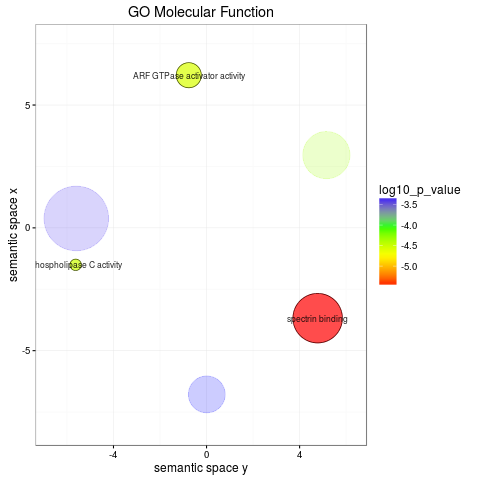 GO Molecular Function
ARF GTPase activator activity
hospholipase C activity
spectrin binding
5
0
-5
-4
0
4
semantic space x
semantic space y
log10_p_value
-3.5
-4.0
-4.5
-5.0